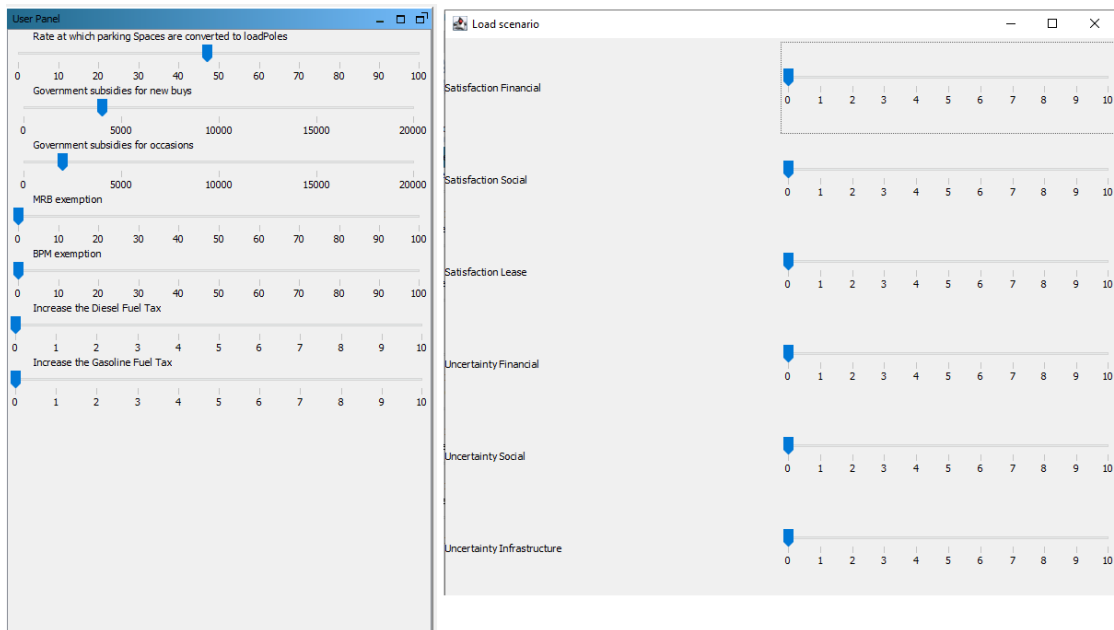 User Panel
Rate at which parking Spaces are converted to loadPoles
0 10 20 30 40 50 60 70 80 90 100
Government subsidies for new buys
0 5000 10000 15000 20000
Government subsidies for occasions
0 5000 10000 15000 20000
MRB exemption
0 10 20 30 40 50 60 70 80 90 100
BPM exemption
0 10 20 30 40 50 60 70 80 90 100
Increase the Diesel Fuel Tax
0 1 2 3 4 5 6 7 8 9 10
Increase the Gasoline Fuel Tax
0 1 2 3 4 5 6 7 8 9 10
Load scenario
Satisfaction Financial
0 1 2 3 4 5 6 7 8 9 10
Satisfaction Social
0 1 2 3 4 5 6 7 8 9 10
Satisfaction Lease
0 1 2 3 4 5 6 7 8 9 10
Uncertainty Financial
0 1 2 3 4 5 6 7 8 9 10
Uncertainty Social
0 1 2 3 4 5 6 7 8 9 10
Uncertainty Infrastructure
0 1 2 3 4 5 6 7 8 9 10